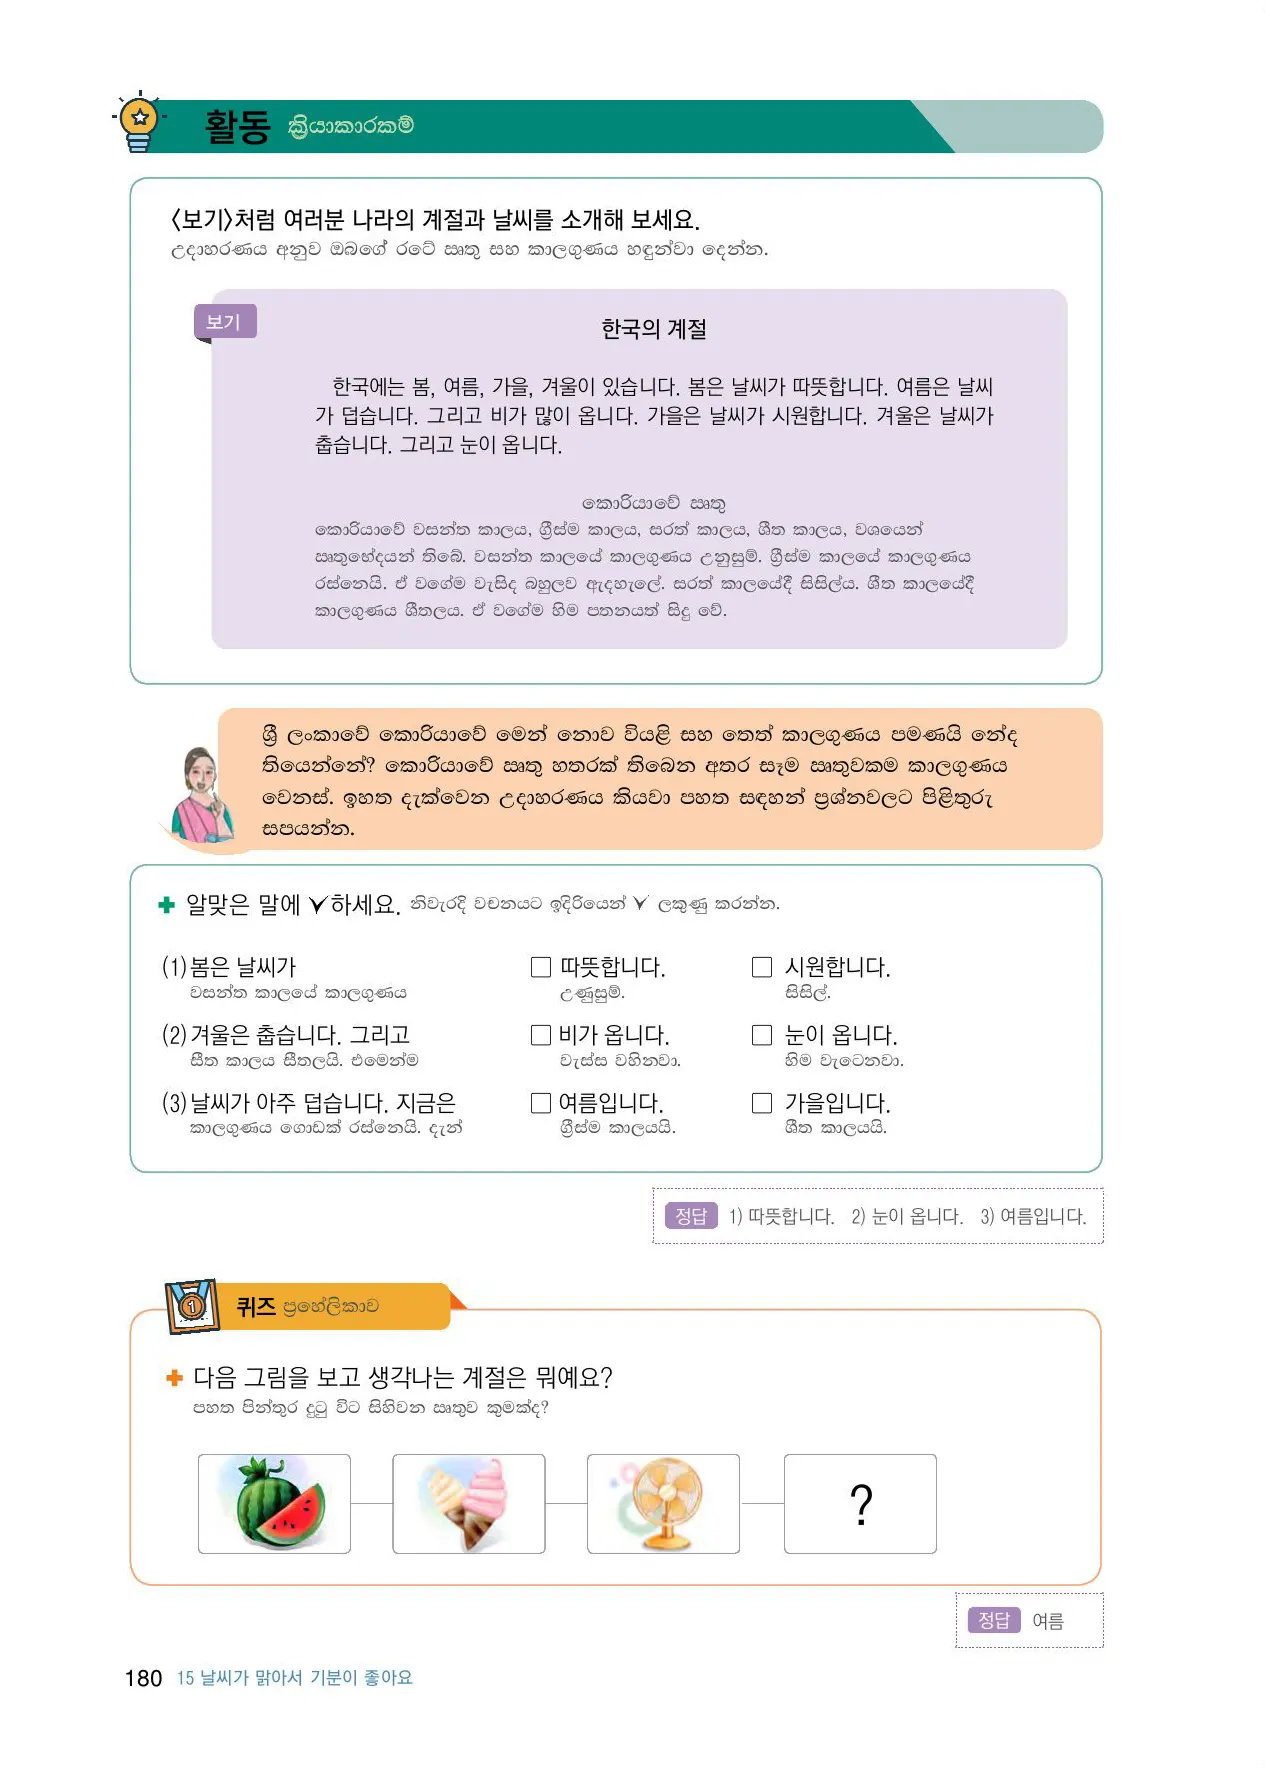 활동 ක්‍රියාකාරකම්
〈보기〉처럼 여러분 나라의 계절과 날씨를 소개해 보세요.
උදාහරණය අනුව ඔබගේ රටේ ඍතු සහ කාලගුණය හඳුන්වා දෙන්න.
보기
한국의 계절
한국에는 봄, 여름, 가을, 겨울이 있습니다. 봄은 날씨가 따뜻합니다. 여름은 날씨
가 덥습니다. 그리고 비가 많이 옵니다. 가을은 날씨가 시원합니다. 겨울은 날씨가
춥습니다. 그리고 눈이 옵니다.
කොරියාවේ ඍතු
කොරියාවේ වසන්ත කාලය, ග්‍රීස්ම කාලය, සරත් කාලය, ශීත කාලය, වශයෙන්
ඍතුභේදයන් තිබේ. වසන්ත කාලයේ කාලගුණය උනුසුම්. ග්‍රීස්ම කාලයේ කාලගුණය
රස්නෙයි. ඒ වගේම වැසිද බහුලව ඇදහැලේ. සරත් කාලයේදී සිසිල්ය. ශීත කාලයේදී
කාලගුණය ශීතලය. ඒ වගේම හිම පතනයත් සිදු වේ.
ශ්‍රී ලංකාවේ කොරියාවේ මෙන් නොව වියළි සහ තෙත් කාලගුණය පමණයි නේද
තියෙන්නේ? කොරියාවේ ඍතු හතරක් තිබෙන අතර සෑම ඍතුවකම කාලගුණය
වෙනස්. ඉහත දැක්වෙන උදාහරණය කියවා පහත සඳහන් ප්‍රශ්නවලට පිළිතුරු
සපයන්න.
✚ 알맞은 말에 ✓하세요. නිවැරදි වචනයට ඉදිරියෙන් ✓ ලකුණු කරන්න.
(1) 봄은 날씨가 □ 따뜻합니다. □ 시원합니다.
වසන්ත කාලයේ කාලගුණය උණුසුම්. සිසිල්.
(2) 겨울은 춥습니다. 그리고 □ 비가 옵니다. □ 눈이 옵니다.
සීත කාලය සීතලයි. එමෙන්ම වැස්ස වහිනවා. හිම වැටෙනවා.
(3) 날씨가 아주 덥습니다. 지금은 □ 여름입니다. □ 가을입니다.
කාලගුණය ගොඩක් රස්නෙයි. දැන් ග්‍රීස්ම කාලයයි. ශීත කාලයයි.
정답 1) 따뜻합니다. 2) 눈이 옵니다. 3) 여름입니다.
1 퀴즈 ප්‍රහේලිකාව
✚ 다음 그림을 보고 생각나는 계절은 뭐예요?
පහත පින්තුර දුටු විට සිහිවන ඍතුව කුමක්ද?
?
정답 여름
180 15 날씨가 맑아서 기분이 좋아요